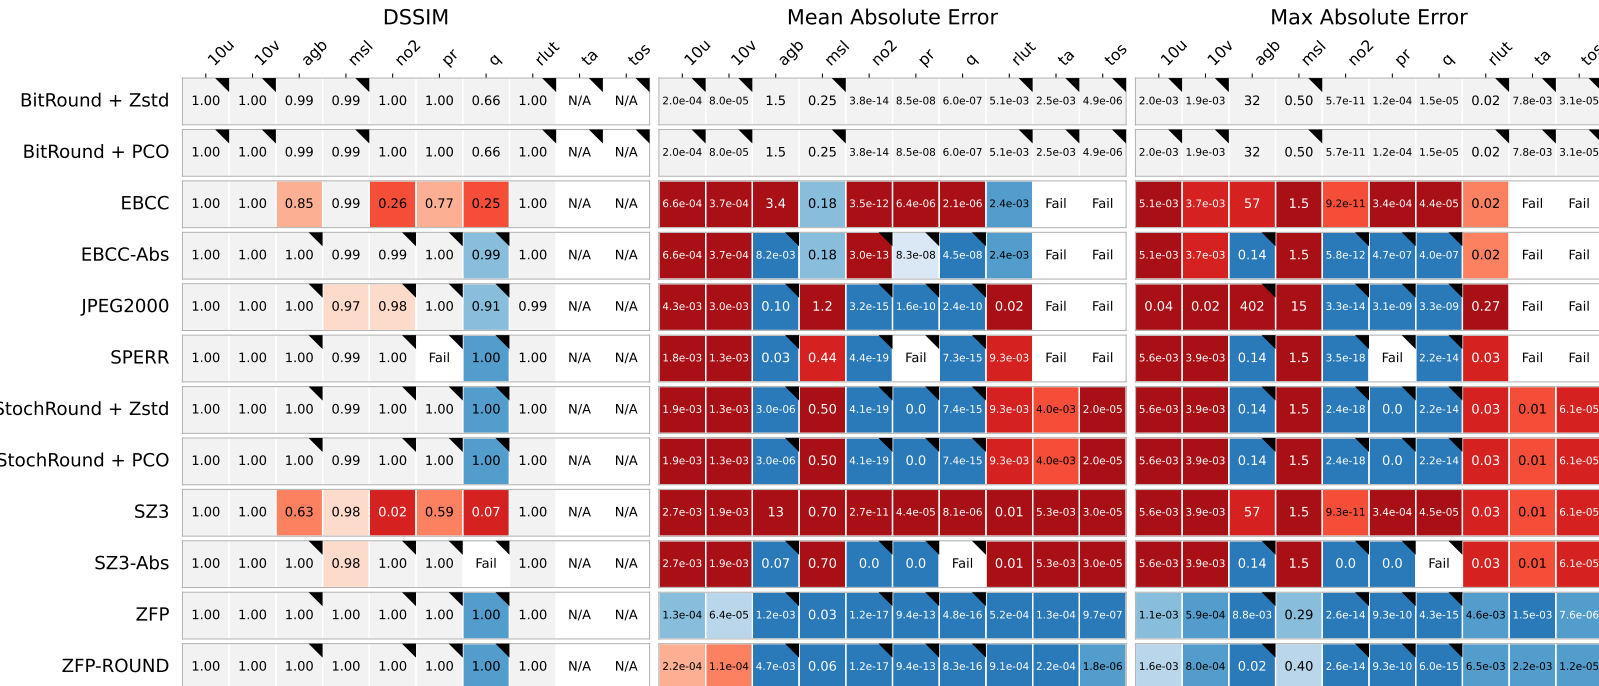 DSSIM Mean Absolute Error Max Absolute Error
10u 10v agb msl no2 pr q rlut ta tos 10u 10v agb msl no2 pr q rlut ta tos 10u 10v agb msl no2 pr q rlut ta tos
BitRound + Zstd 1.00 1.00 0.99 0.99 1.00 1.00 0.66 1.00 N/A N/A 2.0e-04 8.0e-05 1.5 0.25 3.8e-14 8.5e-08 6.0e-07 5.1e-03 2.5e-03 4.9e-06 2.0e-03 1.9e-03 32 0.50 5.7e-11 1.2e-04 1.5e-05 0.02 7.8e-03 3.1e-05
BitRound + PCO 1.00 1.00 0.99 0.99 1.00 1.00 0.66 1.00 N/A N/A 2.0e-04 8.0e-05 1.5 0.25 3.8e-14 8.5e-08 6.0e-07 5.1e-03 2.5e-03 4.9e-06 2.0e-03 1.9e-03 32 0.50 5.7e-11 1.2e-04 1.5e-05 0.02 7.8e-03 3.1e-05
EBCC 1.00 1.00 0.85 0.99 0.26 0.77 0.25 1.00 N/A N/A 6.6e-04 3.7e-04 3.4 0.18 3.5e-12 6.4e-06 2.1e-06 2.4e-03 Fail Fail 5.1e-03 3.7e-03 57 1.5 9.2e-11 3.4e-04 4.4e-05 0.02 Fail Fail
EBCC-Abs 1.00 1.00 1.00 0.99 0.99 1.00 0.99 1.00 N/A N/A 6.6e-04 3.7e-04 8.2e-03 0.18 3.0e-13 8.3e-08 4.5e-08 2.4e-03 Fail Fail 5.1e-03 3.7e-03 0.14 1.5 5.8e-12 4.7e-07 4.0e-07 0.02 Fail Fail
JPEG2000 1.00 1.00 1.00 0.97 0.98 1.00 0.91 0.99 N/A N/A 4.3e-03 3.0e-03 0.10 1.2 3.2e-15 1.6e-10 2.4e-10 0.02 Fail Fail 0.04 0.02 402 15 3.3e-14 3.1e-09 3.3e-09 0.27 Fail Fail
SPERR 1.00 1.00 1.00 0.99 1.00 Fail 1.00 1.00 N/A N/A 1.8e-03 1.3e-03 0.03 0.44 4.4e-19 Fail 7.3e-15 9.3e-03 Fail Fail 5.6e-03 3.9e-03 0.14 1.5 3.5e-18 Fail 2.2e-14 0.03 Fail Fail
StochRound + Zstd 1.00 1.00 1.00 0.99 1.00 1.00 1.00 1.00 N/A N/A 1.9e-03 1.3e-03 3.0e-06 0.50 4.1e-19 0.0 7.4e-15 9.3e-03 4.0e-03 2.0e-05 5.6e-03 3.9e-03 0.14 1.5 2.4e-18 0.0 2.2e-14 0.03 0.01 6.1e-05
StochRound + PCO 1.00 1.00 1.00 0.99 1.00 1.00 1.00 1.00 N/A N/A 1.9e-03 1.3e-03 3.0e-06 0.50 4.1e-19 0.0 7.4e-15 9.3e-03 4.0e-03 2.0e-05 5.6e-03 3.9e-03 0.14 1.5 2.4e-18 0.0 2.2e-14 0.03 0.01 6.1e-05
SZ3 1.00 1.00 0.63 0.98 0.02 0.59 0.07 1.00 N/A N/A 2.7e-03 1.9e-03 13 0.70 2.7e-11 4.4e-05 8.1e-06 0.01 5.3e-03 3.0e-05 5.6e-03 3.9e-03 57 1.5 9.3e-11 3.4e-04 4.5e-05 0.03 0.01 6.1e-05
SZ3-Abs 1.00 1.00 1.00 0.98 1.00 1.00 Fail 1.00 N/A N/A 2.7e-03 1.9e-03 0.07 0.70 0.0 0.0 Fail 0.01 5.3e-03 3.0e-05 5.6e-03 3.9e-03 0.14 1.5 0.0 0.0 Fail 0.03 0.01 6.1e-05
ZFP 1.00 1.00 1.00 1.00 1.00 1.00 1.00 1.00 N/A N/A 1.3e-04 6.4e-05 1.2e-03 0.03 1.2e-17 9.4e-13 4.8e-16 5.2e-04 1.3e-04 9.7e-07 1.1e-03 5.9e-04 8.8e-03 0.29 2.6e-14 9.3e-10 4.3e-15 4.6e-03 1.5e-03 7.6e-06
ZFP-ROUND 1.00 1.00 1.00 1.00 1.00 1.00 1.00 1.00 N/A N/A 2.2e-04 1.1e-04 4.7e-03 0.06 1.2e-17 9.4e-13 8.3e-16 9.1e-04 2.2e-04 1.8e-06 1.6e-03 8.0e-04 0.02 0.40 2.6e-14 9.3e-10 6.0e-15 6.5e-03 2.2e-03 1.2e-05